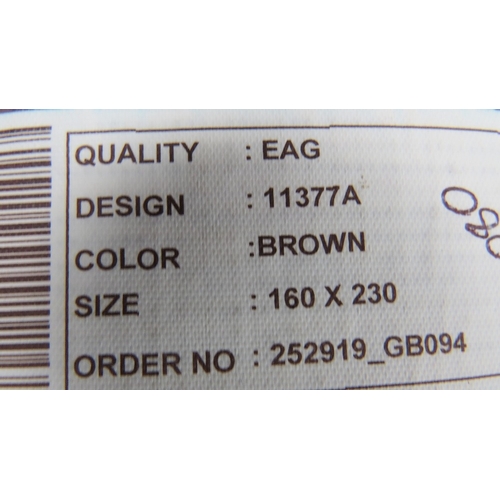 QUALITY : EAG
DESIGN : 11377A
COLOR :BROWN
SIZE : 160 X 230
ORDER NO : 252919_GB094